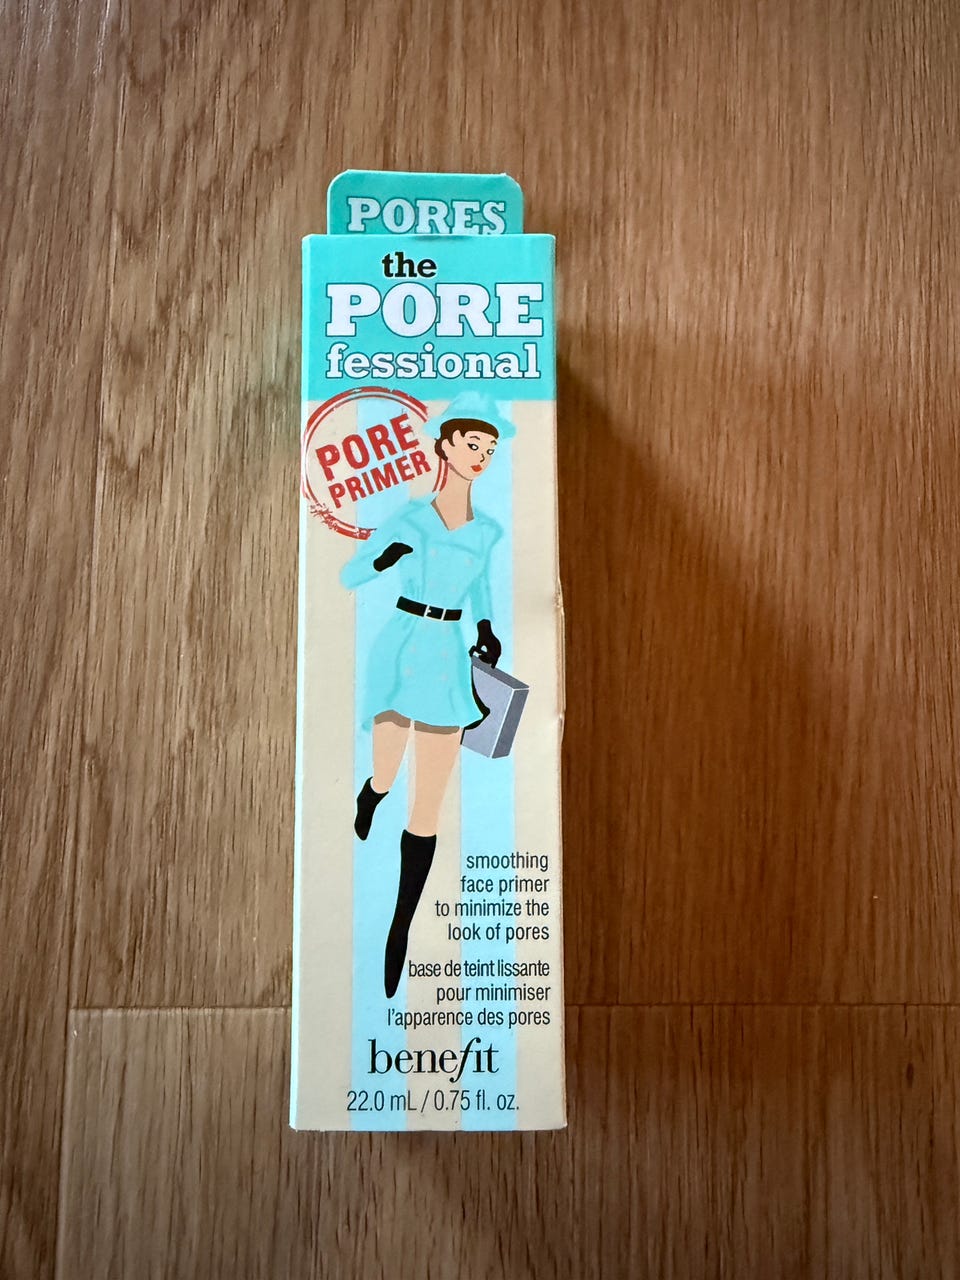 PORES
the
PORE
fessional
PORE
PRIMER
smoothing
face primer
to minimize the
look of pores
base de teint lissante
pour minimiser
l'apparence des pores
benefit
22.0 mL / 0.75 fl. oz.